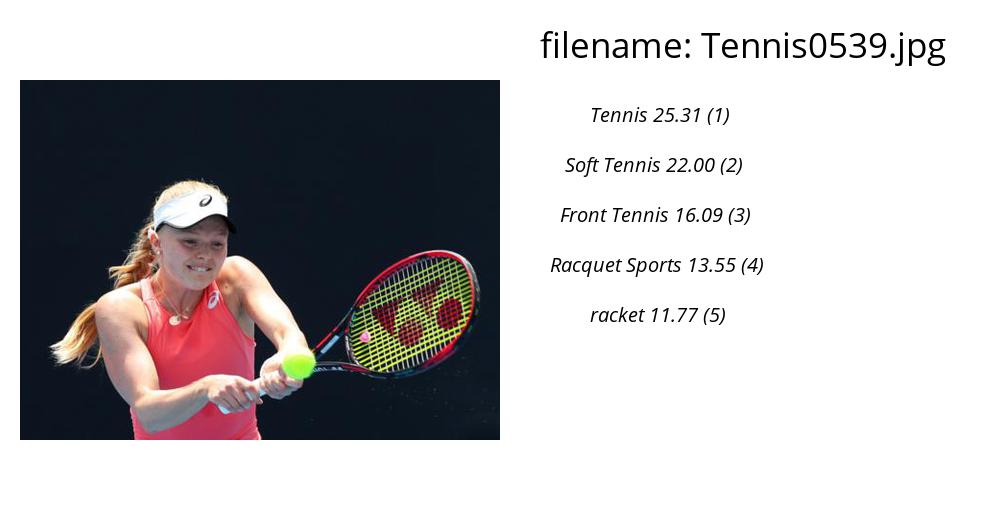 filename: Tennis0539.jpg
Tennis 25.31 (1)
Soft Tennis 22.00 (2)
Front Tennis 16.09 (3)
Racquet Sports 13.55 (4)
racket 11.77 (5)